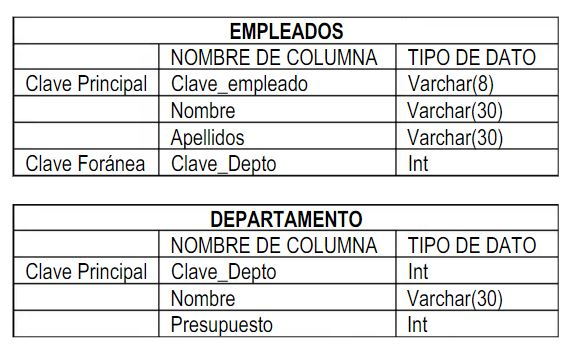 EMPLEADOS
NOMBRE DE COLUMNA TIPO DE DATO
Clave Principal Clave_empleado Varchar(8)
Nombre Varchar(30)
Apellidos Varchar(30)
Clave Foránea Clave_Depto Int
DEPARTAMENTO
NOMBRE DE COLUMNA TIPO DE DATO
Clave Principal Clave_Depto Int
Nombre Varchar(30)
Presupuesto Int